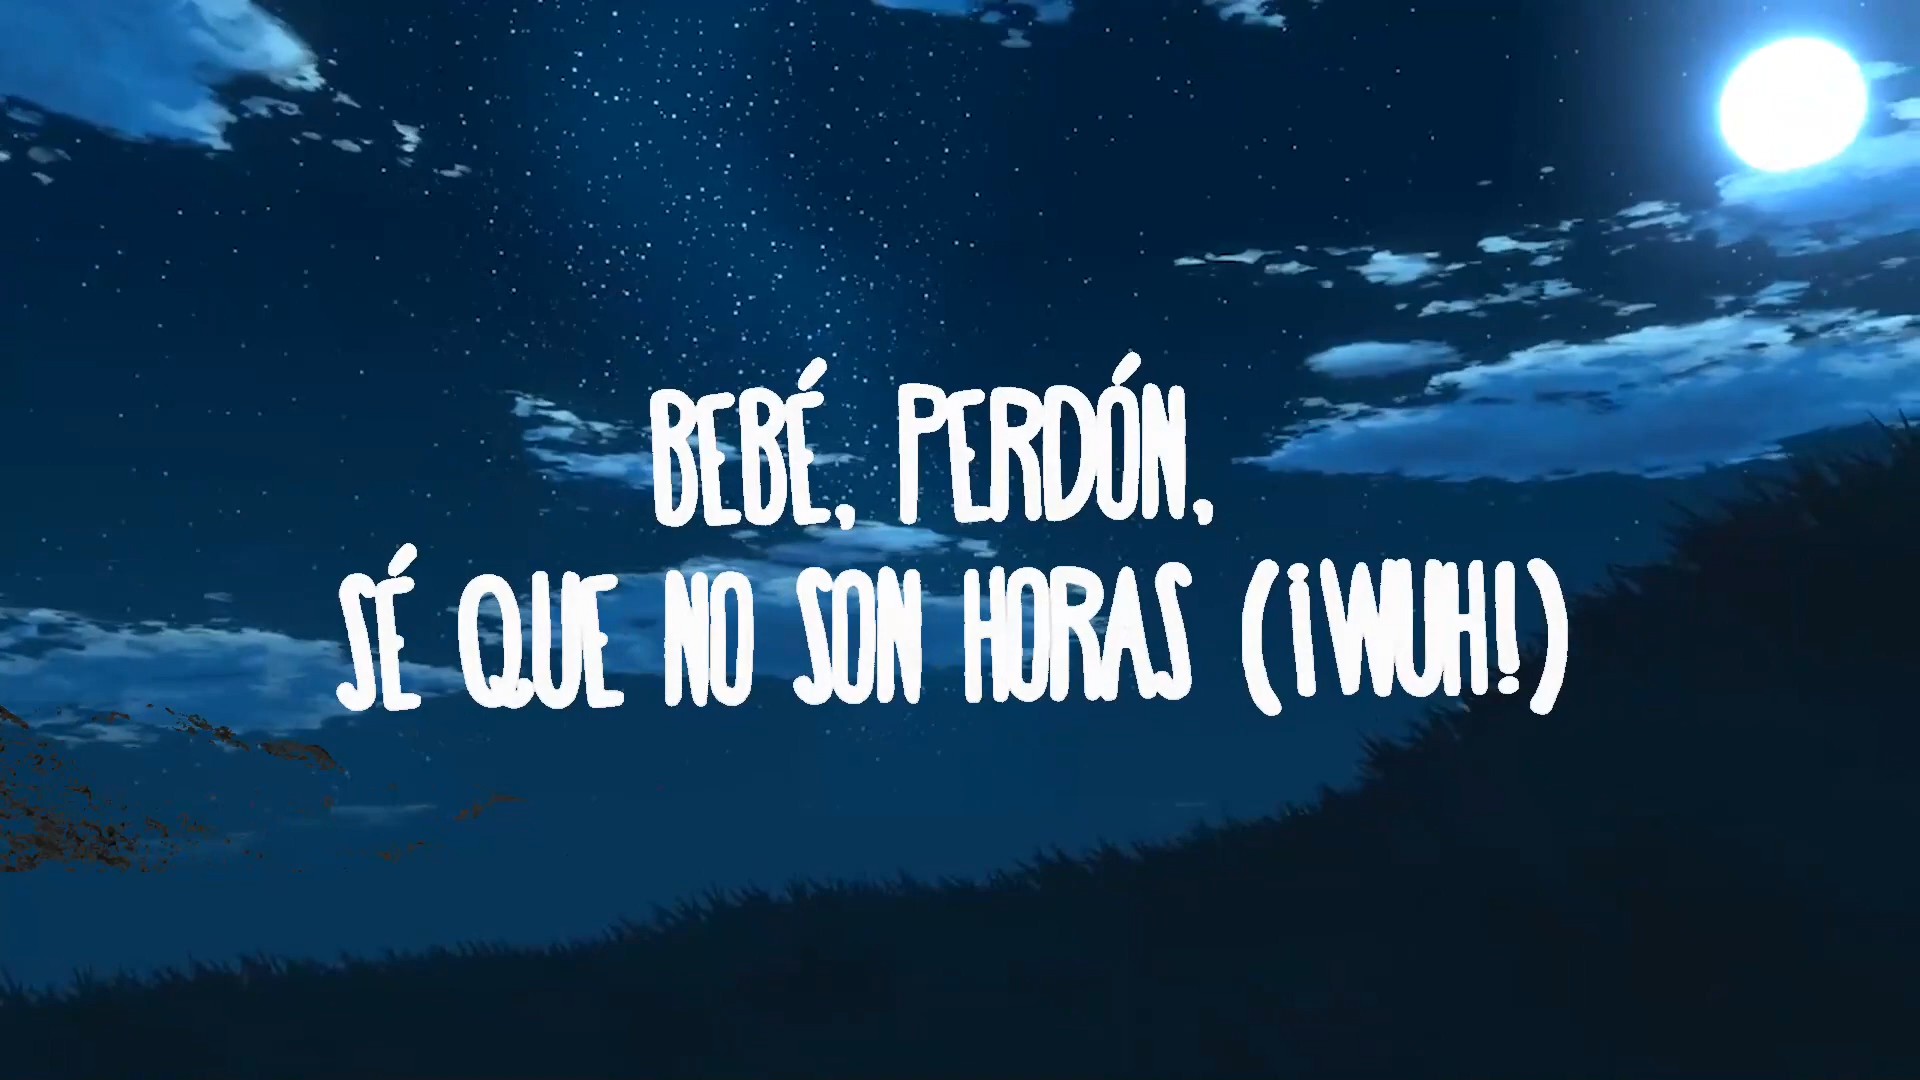 BEBÉ, PERDÓN,
SÉ QUE NO SON HORAS (¡WUH!)